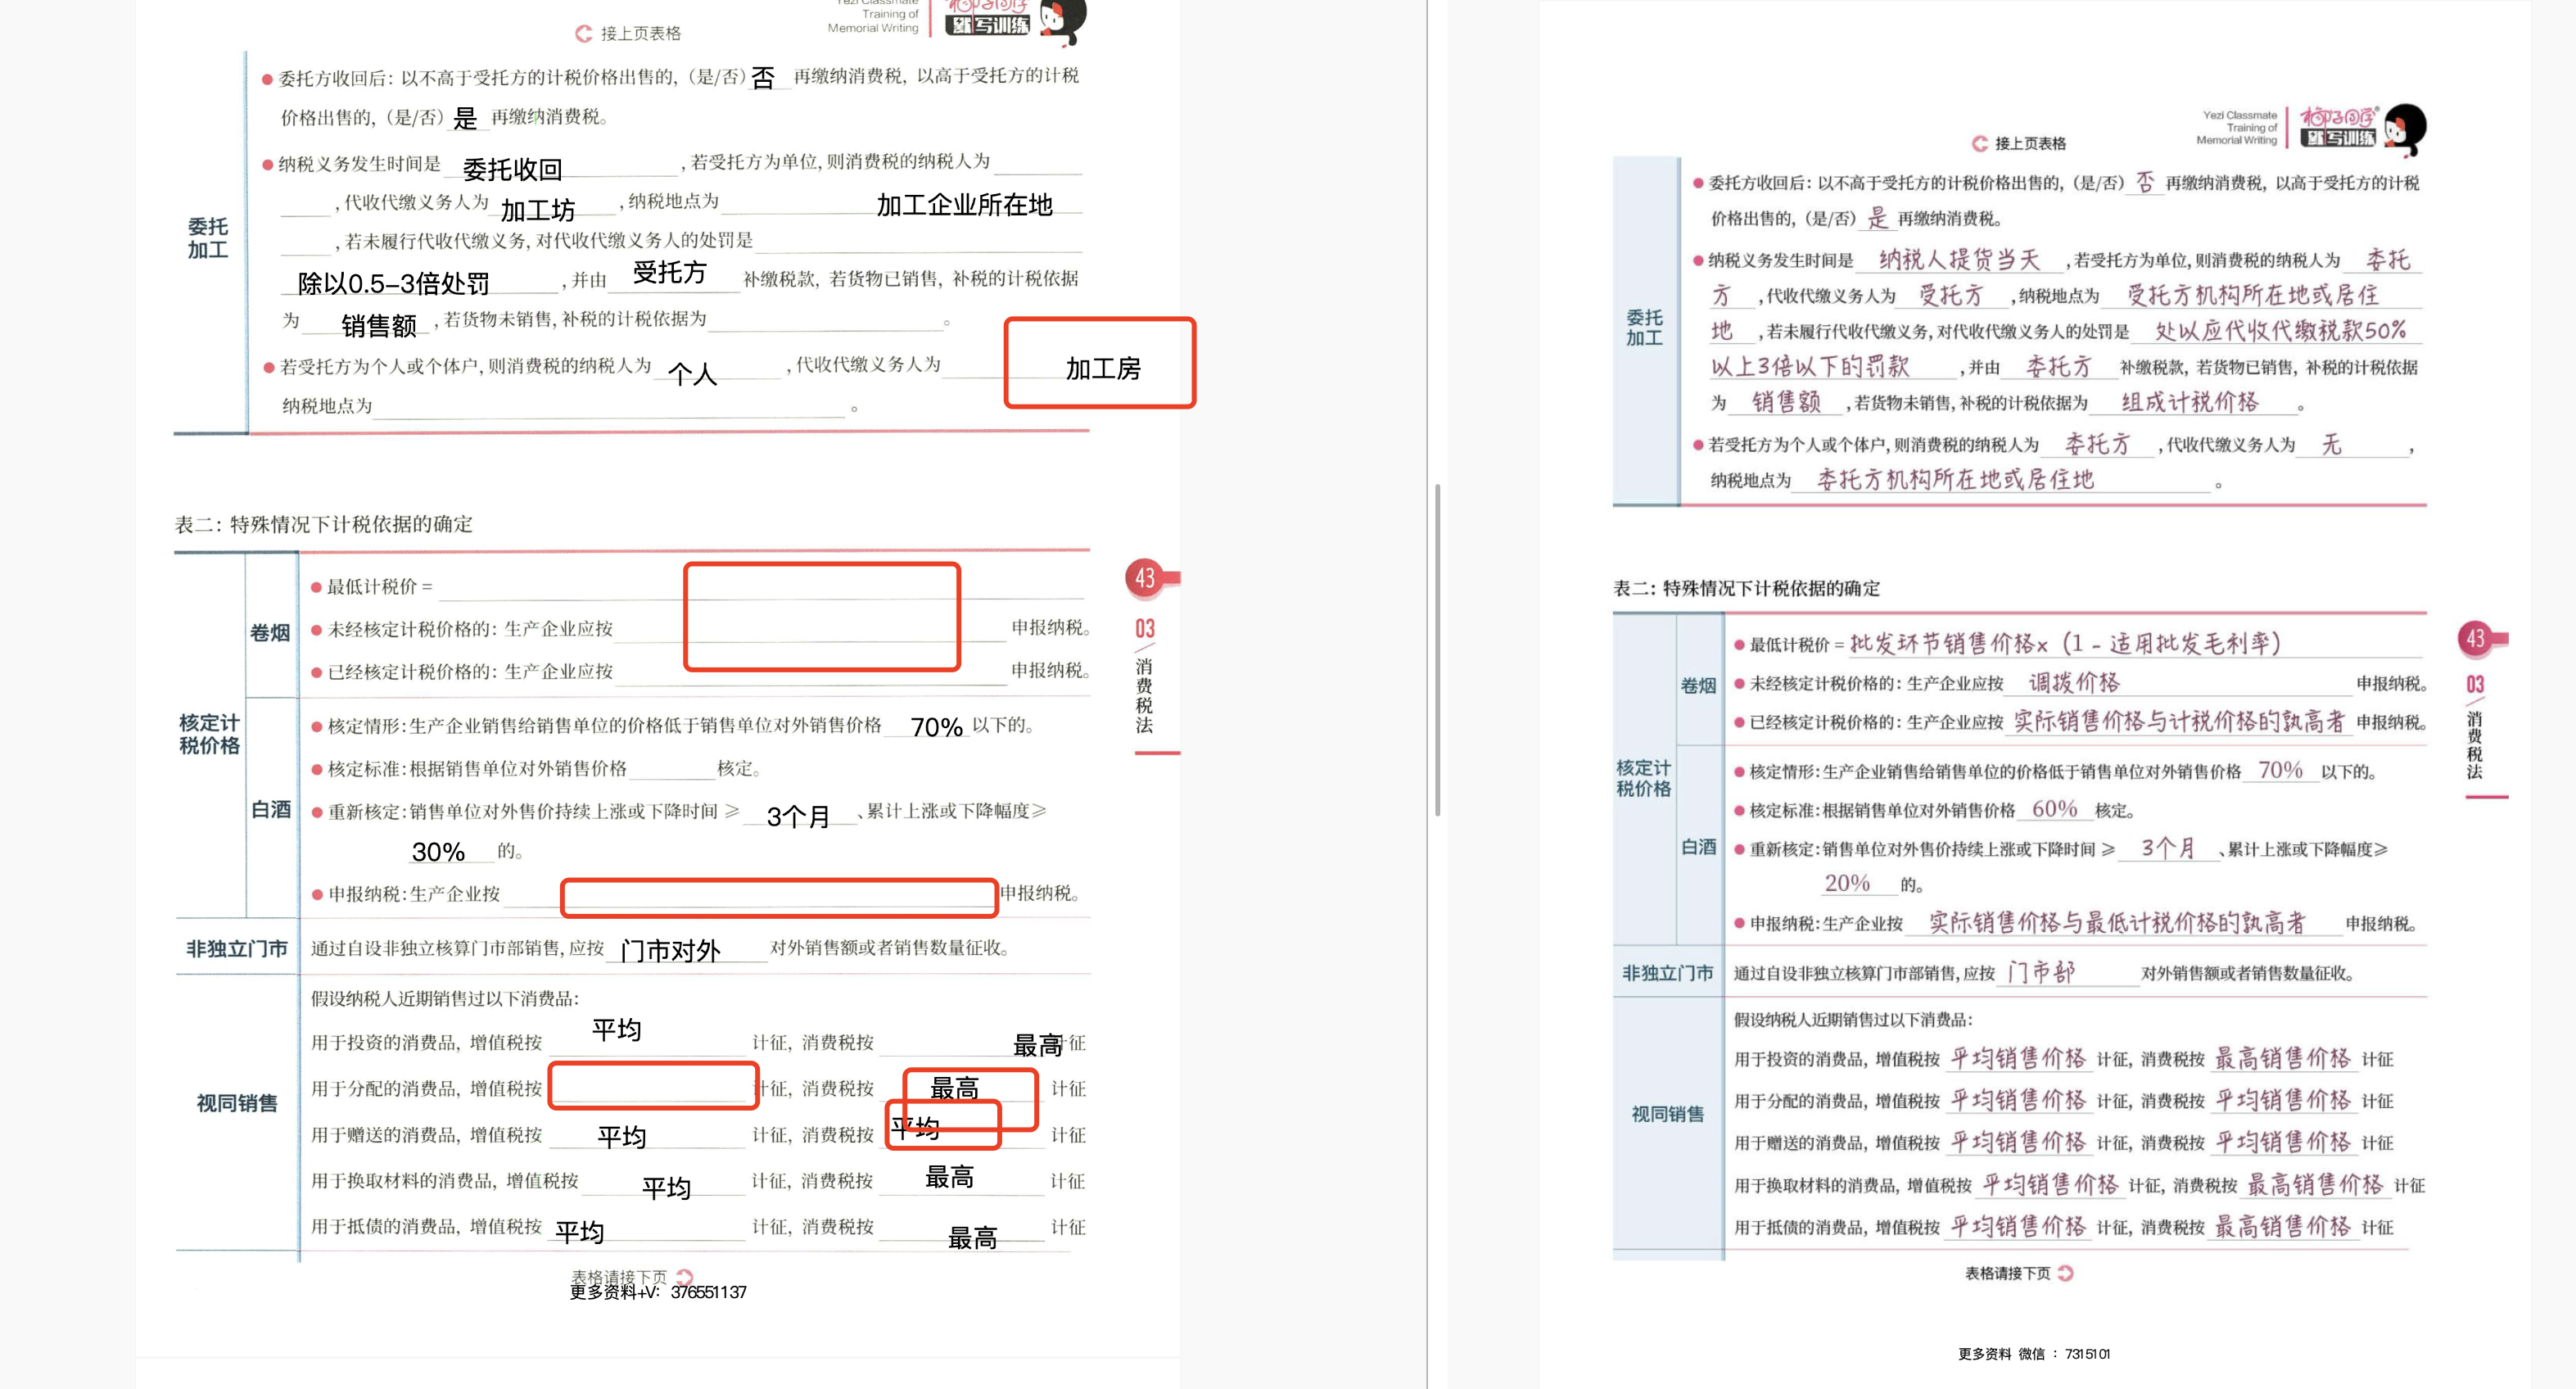 Yezi Classmate
Training of
Memorial Writing
椰子同学
默写训练
接上页表格
委托加工
委托方收回后：以不高于受托方的计税价格出售的，（是/否）否 再缴纳消费税，以高于受托方的计税
价格出售的，（是/否）是 再缴纳消费税。
纳税义务发生时间是 委托收回 ，若受托方为单位，则消费税的纳税人为
，代收代缴义务人为 加工坊 ，纳税地点为 加工企业所在地
，若未履行代收代缴义务，对代收代缴义务人的处罚是
除以0.5-3倍处罚 ，并由 受托方 补缴税款，若货物已销售，补税的计税依据
为 销售额 ，若货物未销售，补税的计税依据为 。
若受托方为个人或个体户，则消费税的纳税人为 个人 ，代收代缴义务人为 加工房
纳税地点为 。
表二：特殊情况下计税依据的确定
核定计税价格
卷烟
最低计税价 =
未经核定计税价格的：生产企业应按 申报纳税。
已经核定计税价格的：生产企业应按 申报纳税。
白酒
核定情形：生产企业销售给销售单位的价格低于销售单位对外销售价格 70% 以下的。
核定标准：根据销售单位对外销售价格 核定。
重新核定：销售单位对外售价持续上涨或下降时间 ≥ 3个月 、累计上涨或下降幅度≥
30% 的。
申报纳税：生产企业按 申报纳税。
非独立门市
通过自设非独立核算门市部销售，应按 门市对外 对外销售额或者销售数量征收。
视同销售
假设纳税人近期销售过以下消费品：
用于投资的消费品，增值税按 平均 计征，消费税按 最高 计征
用于分配的消费品，增值税按 计征，消费税按 最高 计征
用于赠送的消费品，增值税按 平均 计征，消费税按 平均 计征
用于换取材料的消费品，增值税按 平均 计征，消费税按 最高 计征
用于抵债的消费品，增值税按 平均 计征，消费税按 最高 计征
表格请接下页
更多资料+V: 376551137
43
03
消费税法
Yezi Classmate
Training of
Memorial Writing
椰子同学
默写训练
接上页表格
委托加工
委托方收回后：以不高于受托方的计税价格出售的，（是/否）否 再缴纳消费税，以高于受托方的计税
价格出售的，（是/否）是 再缴纳消费税。
纳税义务发生时间是 纳税人提货当天 ，若受托方为单位，则消费税的纳税人为 委托
方 ，代收代缴义务人为 受托方 ，纳税地点为 受托方机构所在地或居住
地 ，若未履行代收代缴义务，对代收代缴义务人的处罚是 处以应代收代缴税款50%
以上3倍以下的罚款 ，并由 委托方 补缴税款，若货物已销售，补税的计税依据
为 销售额 ，若货物未销售，补税的计税依据为 组成计税价格 。
若受托方为个人或个体户，则消费税的纳税人为 委托方 ，代收代缴义务人为 无 ，
纳税地点为 委托方机构所在地或居住地 。
表二：特殊情况下计税依据的确定
核定计税价格
卷烟
最低计税价 = 批发环节销售价格x（1 - 适用批发毛利率）
未经核定计税价格的：生产企业应按 调拨价格 申报纳税。
已经核定计税价格的：生产企业应按 实际销售价格与计税价格的孰高者 申报纳税。
白酒
核定情形：生产企业销售给销售单位的价格低于销售单位对外销售价格 70% 以下的。
核定标准：根据销售单位对外销售价格 60% 核定。
重新核定：销售单位对外售价持续上涨或下降时间 ≥ 3个月 、累计上涨或下降幅度≥
20% 的。
申报纳税：生产企业按 实际销售价格与最低计税价格的孰高者 申报纳税。
非独立门市
通过自设非独立核算门市部销售，应按 门市部 对外销售额或者销售数量征收。
视同销售
假设纳税人近期销售过以下消费品：
用于投资的消费品，增值税按 平均销售价格 计征，消费税按 最高销售价格 计征
用于分配的消费品，增值税按 平均销售价格 计征，消费税按 平均销售价格 计征
用于赠送的消费品，增值税按 平均销售价格 计征，消费税按 平均销售价格 计征
用于换取材料的消费品，增值税按 平均销售价格 计征，消费税按 最高销售价格 计征
用于抵债的消费品，增值税按 平均销售价格 计征，消费税按 最高销售价格 计征
表格请接下页
43
03
消费税法
更多资料 微信 : 7315101